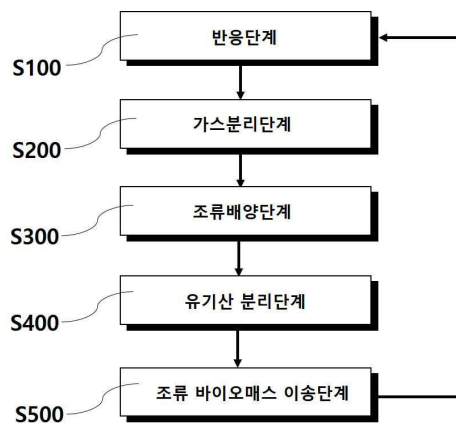 반응단계
S100
가스분리단계
S200
조류배양단계
S300
유기산 분리단계
S400
조류 바이오매스 이송단계
S500